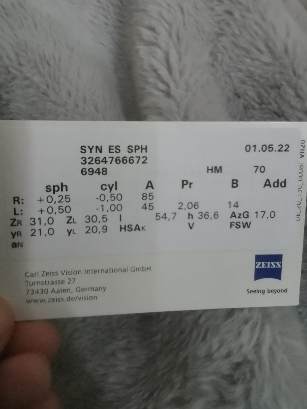 SYN ES SPH 01.05.22
3264766672
6948 HM 70
sph cyl A Pr B Add
R: +0,25 -0,50 85 2,06 14
L: +0,50 -1,00 45
ZR 31,0 ZL 30,5 l 54,7 h 36,6 AzG 17.0
yR 21,0 yL 20,9 HSAK V FSW
an
Carl Zeiss Vision International GmbH
Turnstrasse 27
73430 Aalen, Germany
www.zeiss.de/vision
ZEISS
Seeing beyond